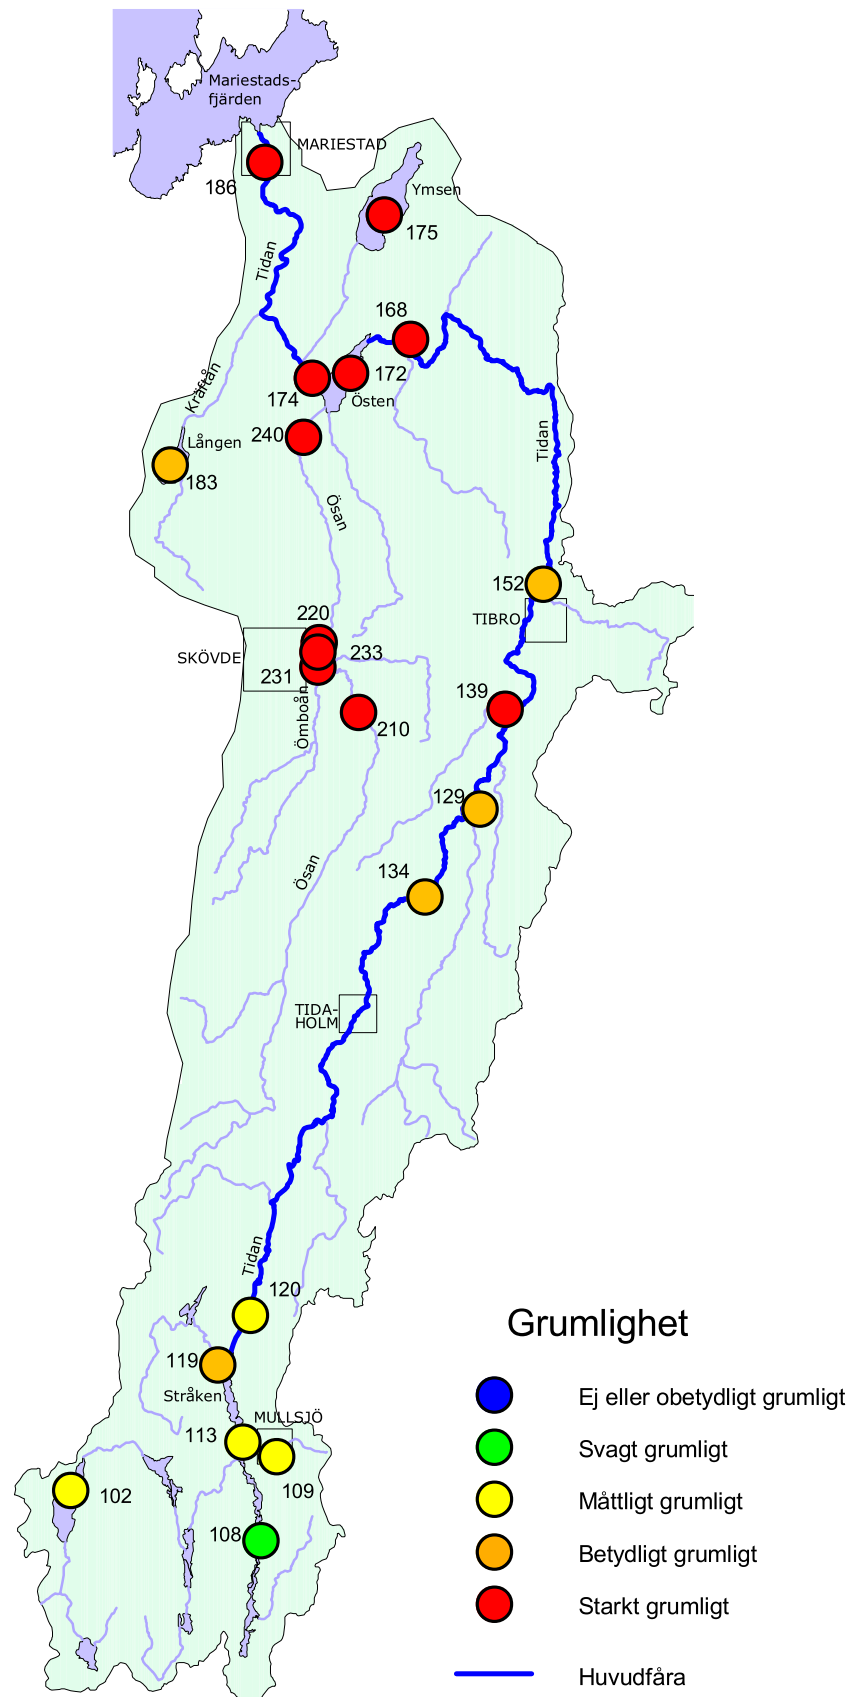 Mariestads-
fjärden
MARIESTAD
186
Ymsen
175
Tidan
168
172
174
Östen
Kräftån
240
Lången
183
Tidan
Ösan
152
TIBRO
220
SKÖVDE
233
231
139
Ömboån
210
129
134
Ösan
TIDA-
HOLM
Tidan
120
Grumlighet
119
Stråken
Ej eller obetydligt grumligt
MULLSJÖ
113
Svagt grumligt
109
102
Måttligt grumligt
108
Betydligt grumligt
Starkt grumligt
Huvudfåra